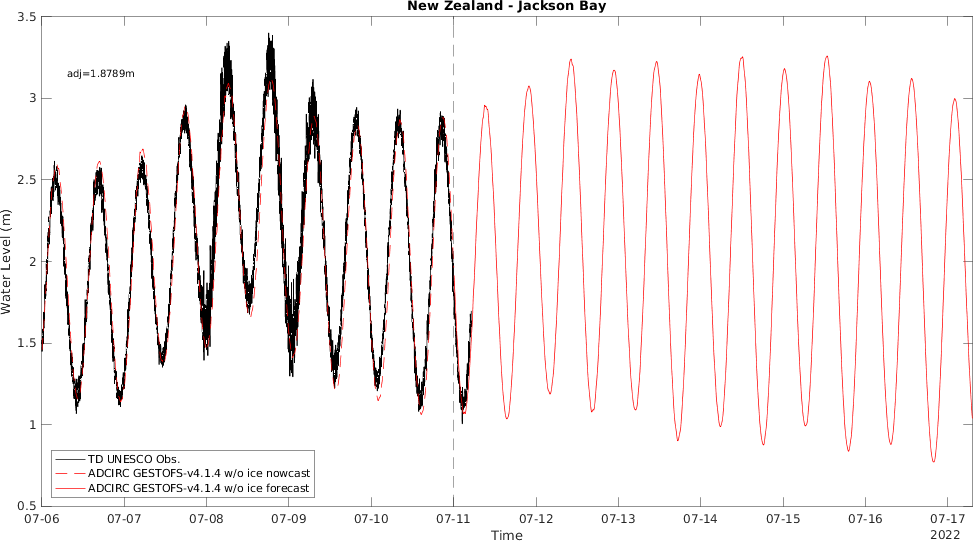 New Zealand - Jackson Bay
adj=1.8789m
Water Level (m)
3.5
3
2.5
2
1.5
1
0.5
TD UNESCO Obs.
ADCIRC GESTOFS-v4.1.4 w/o ice nowcast
ADCIRC GESTOFS-v4.1.4 w/o ice forecast
07-06 07-07 07-08 07-09 07-10 07-11 07-12 07-13 07-14 07-15 07-16 07-17
2022
Time